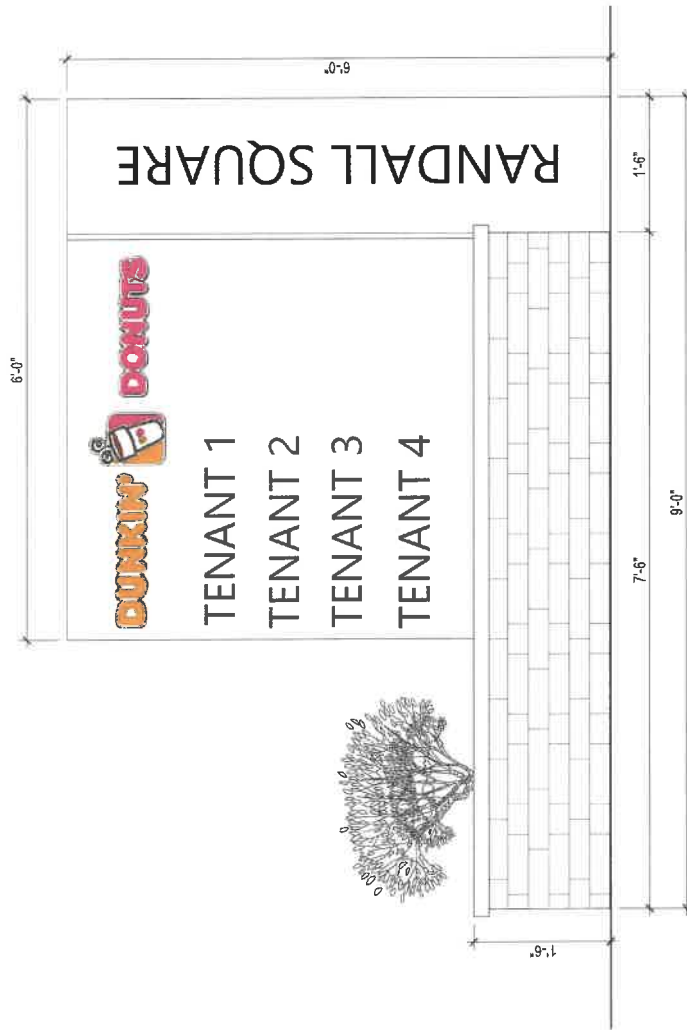 6'-0"
DUNKIN' DONUTS
TENANT 1
TENANT 2
TENANT 3
TENANT 4
RANDALL SQUARE
6'-0"
1'-6"
7'-6"
1'-6"
9'-0"